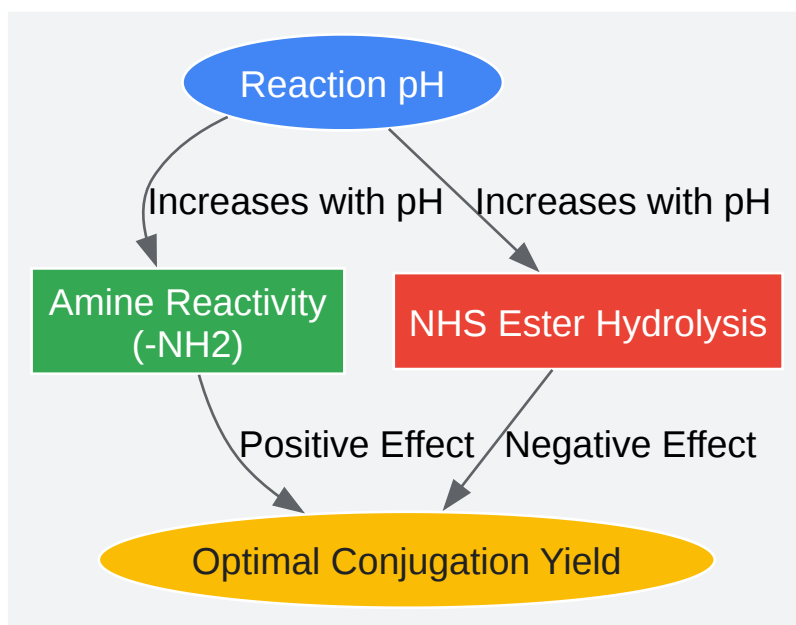 Reaction pH
Increases with pH
Increases with pH
Amine Reactivity
(-NH2)
NHS Ester Hydrolysis
Positive Effect
Negative Effect
Optimal Conjugation Yield